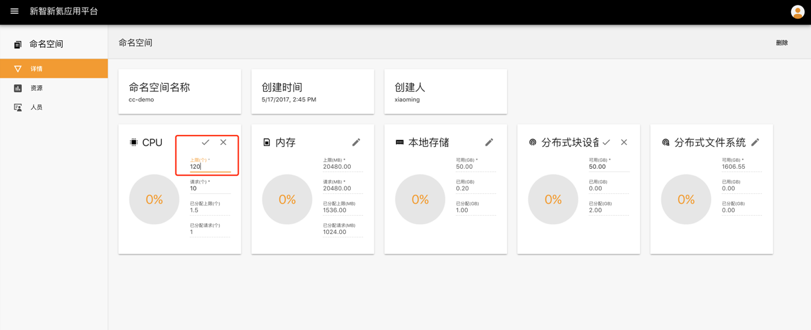 新智新氦应用平台
命名空间
命名空间
删除
详情
资源
人员
命名空间名称
cc-demo
创建时间
5/17/2017, 2:45 PM
创建人
xiaoming
CPU
上限(个) *
120
请求(个) *
10
已分配上限(个)
1.5
已分配请求(个)
1
0%
内存
上限(MB) *
20480.00
请求(MB) *
20480.00
已分配上限(MB)
1536.00
已分配请求(MB)
1024.00
0%
本地存储
可用(GB) *
50.00
已用(GB)
0.20
已分配(GB)
1.00
0%
分布式块设备
可用(GB) *
50.00
已用(GB)
0.00
已分配(GB)
2.00
0%
分布式文件系统
可用(GB) *
1606.55
已用(GB)
0.00
已分配(GB)
0.00
0%